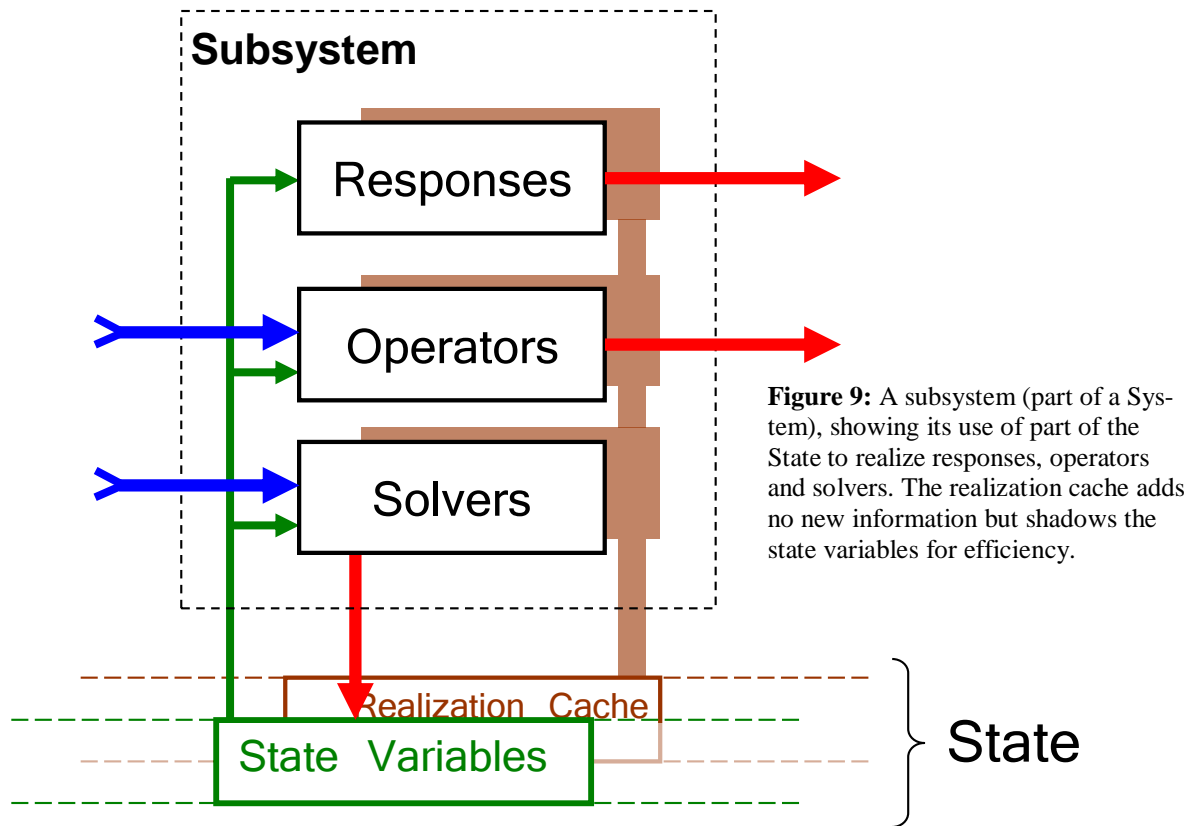 Subsystem
Responses
Operators
Solvers
Figure 9: A subsystem (part of a Sys-
tem), showing its use of part of the
State to realize responses, operators
and solvers. The realization cache adds
no new information but shadows the
state variables for efficiency.
Realization Cache
State Variables
State